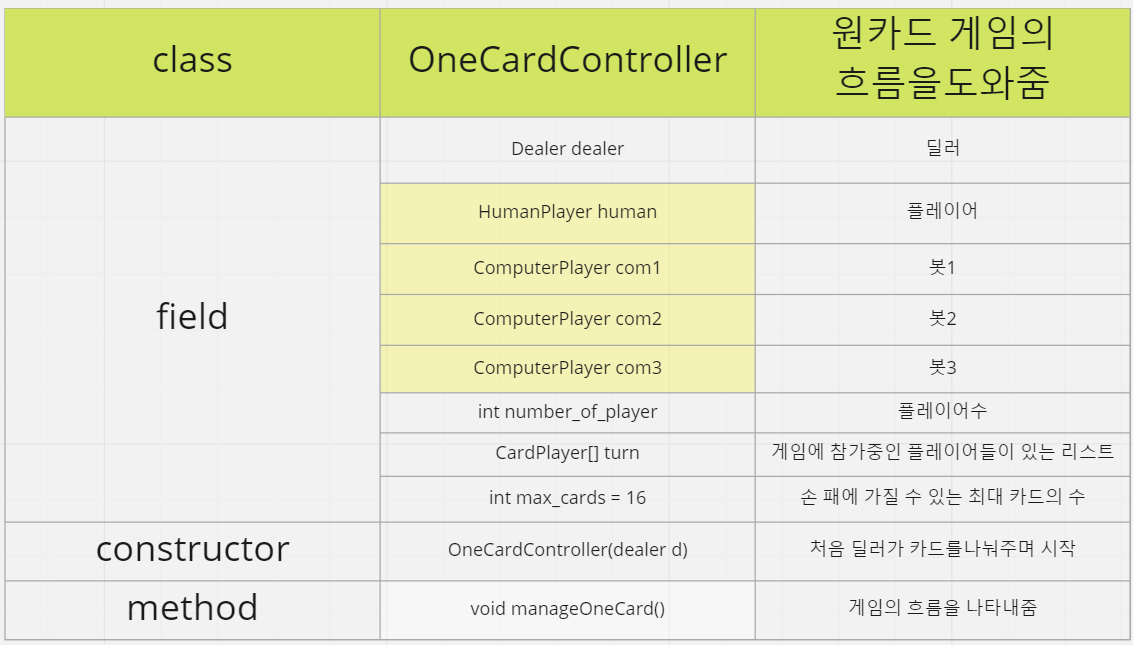 class
OneCardController
원카드 게임의
흐름을도와줌
field
Dealer dealer
딜러
HumanPlayer human
플레이어
ComputerPlayer com1
봇1
ComputerPlayer com2
봇2
ComputerPlayer com3
봇3
int number_of_player
플레이어수
CardPlayer[] turn
게임에 참가중인 플레이어들이 있는 리스트
int max_cards = 16
손 패에 가질 수 있는 최대 카드의 수
constructor
OneCardController(dealer d)
처음 딜러가 카드를나눠주며 시작
method
void manageOneCard()
게임의 흐름을 나타내줌